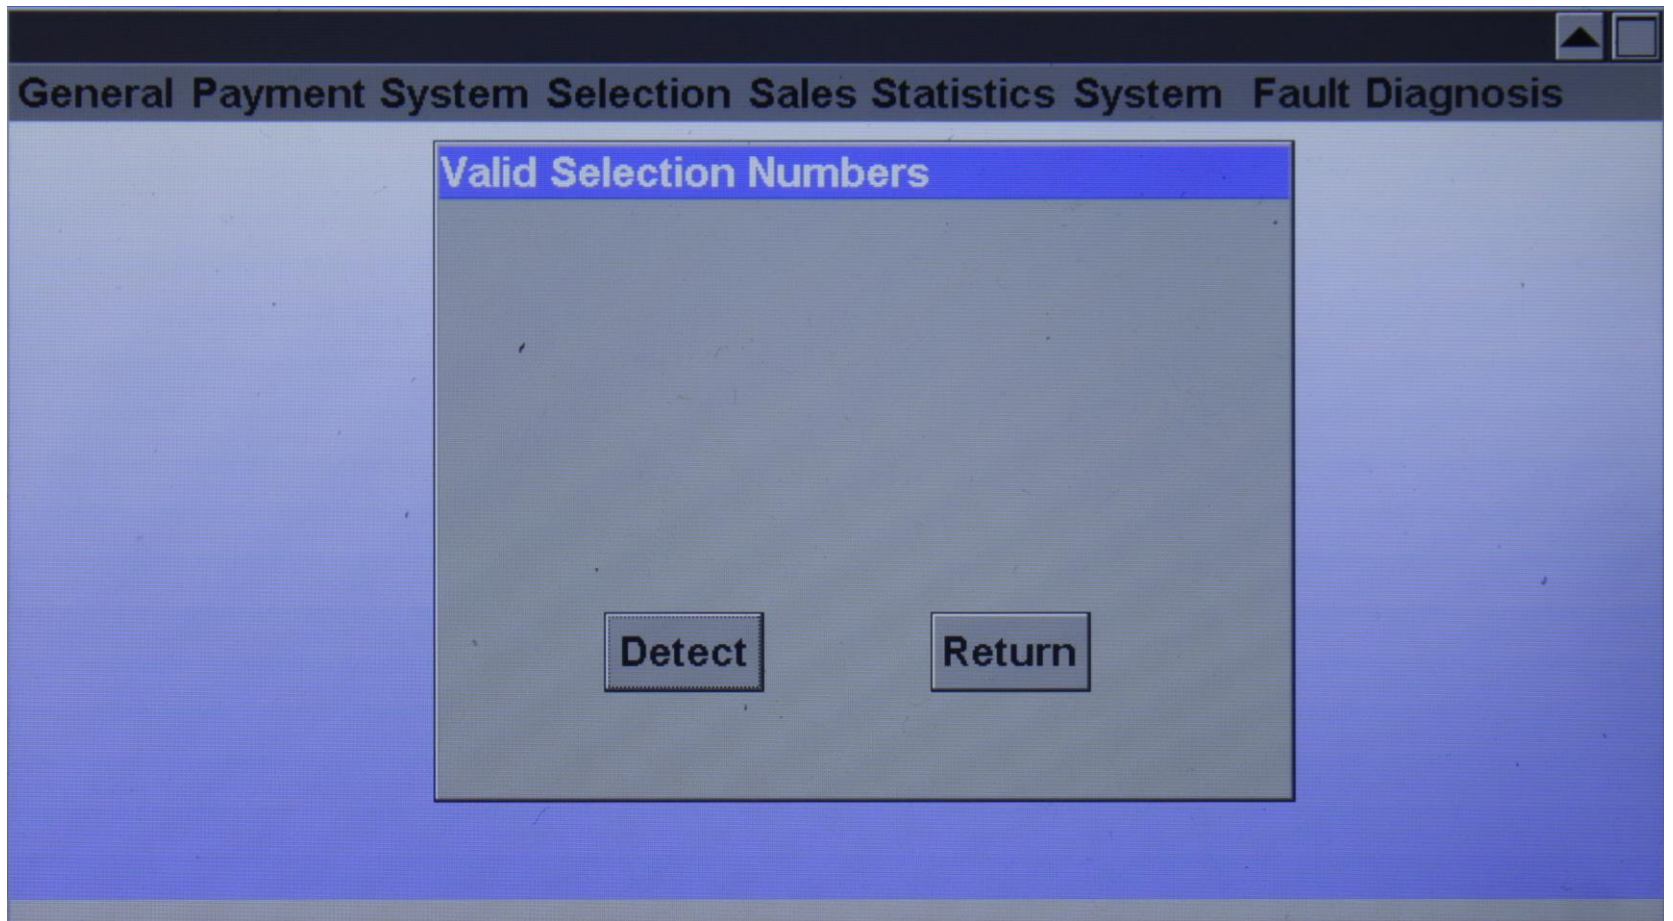 General Payment System Selection Sales Statistics System Fault Diagnosis
Valid Selection Numbers
Detect Return